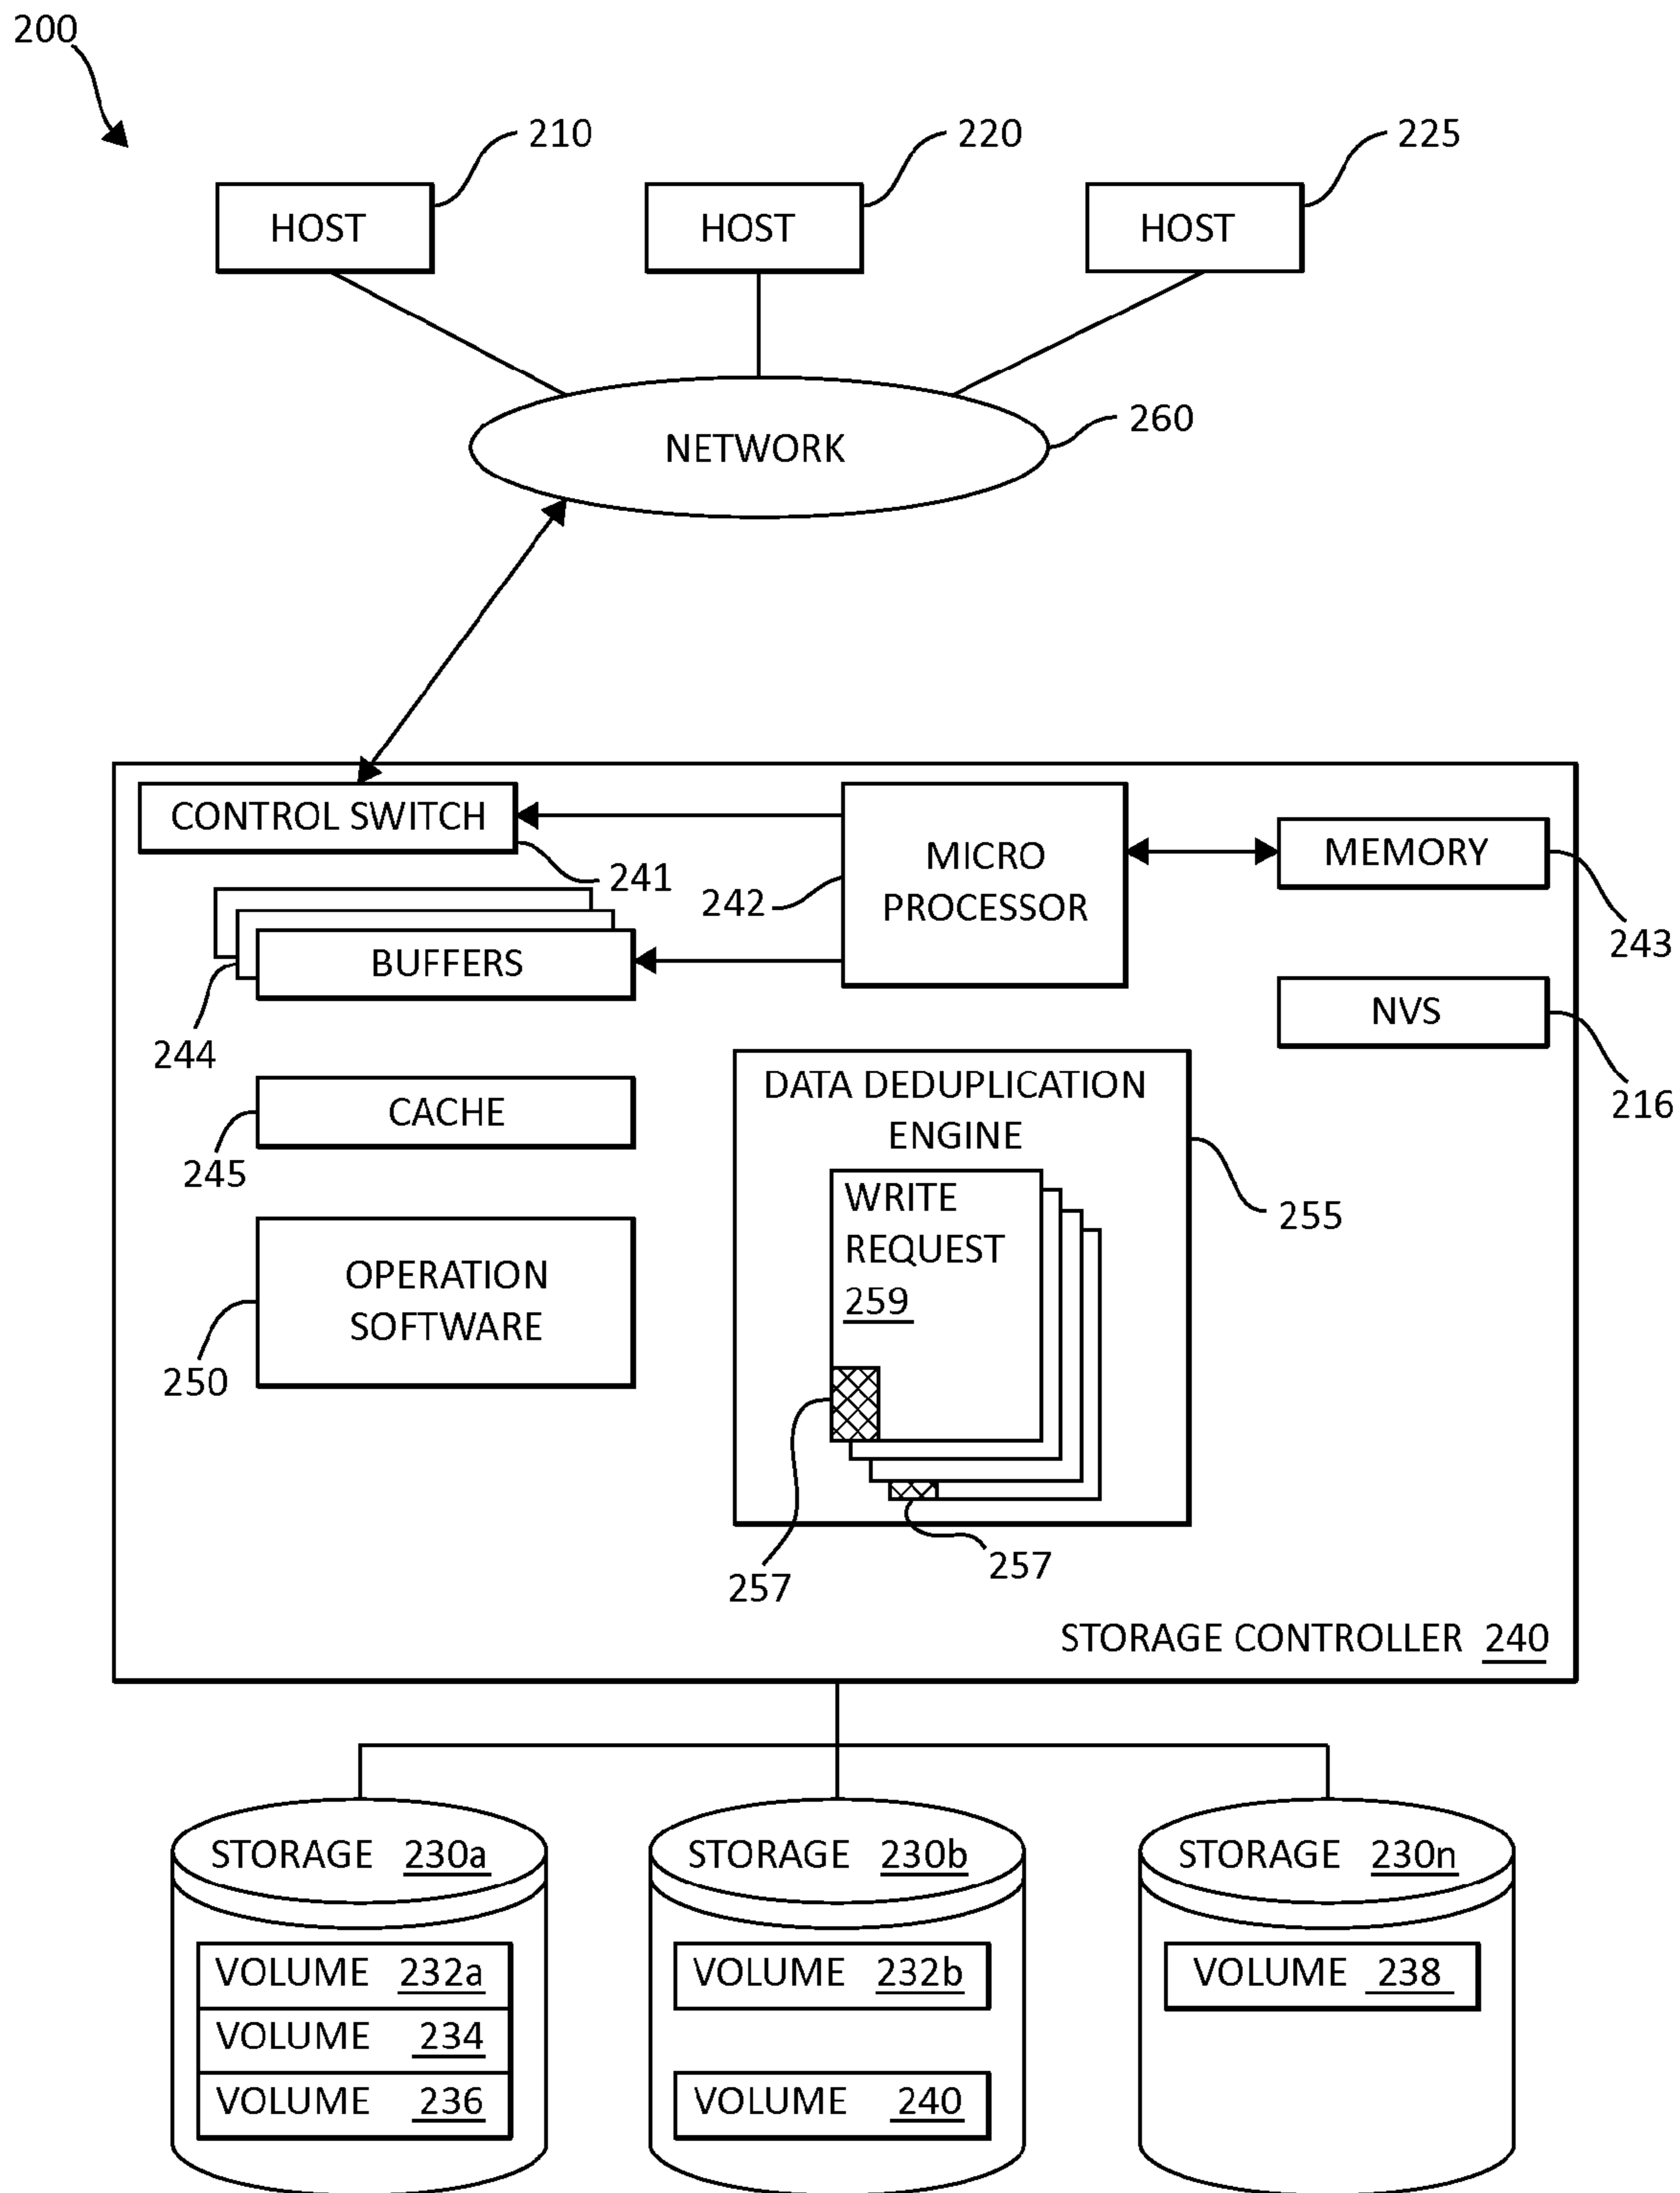 200
210
220
225
HOST
HOST
HOST
260
NETWORK
CONTROL SWITCH
241
MICRO
PROCESSOR
242
MEMORY
243
BUFFERS
244
NVS
216
CACHE
245
DATA DEDUPLICATION
ENGINE
255
WRITE
REQUEST
259
OPERATION
SOFTWARE
250
257
257
STORAGE CONTROLLER 240
STORAGE 230a
STORAGE 230b
STORAGE 230n
VOLUME 232a
VOLUME 234
VOLUME 236
VOLUME 232b
VOLUME 240
VOLUME 238